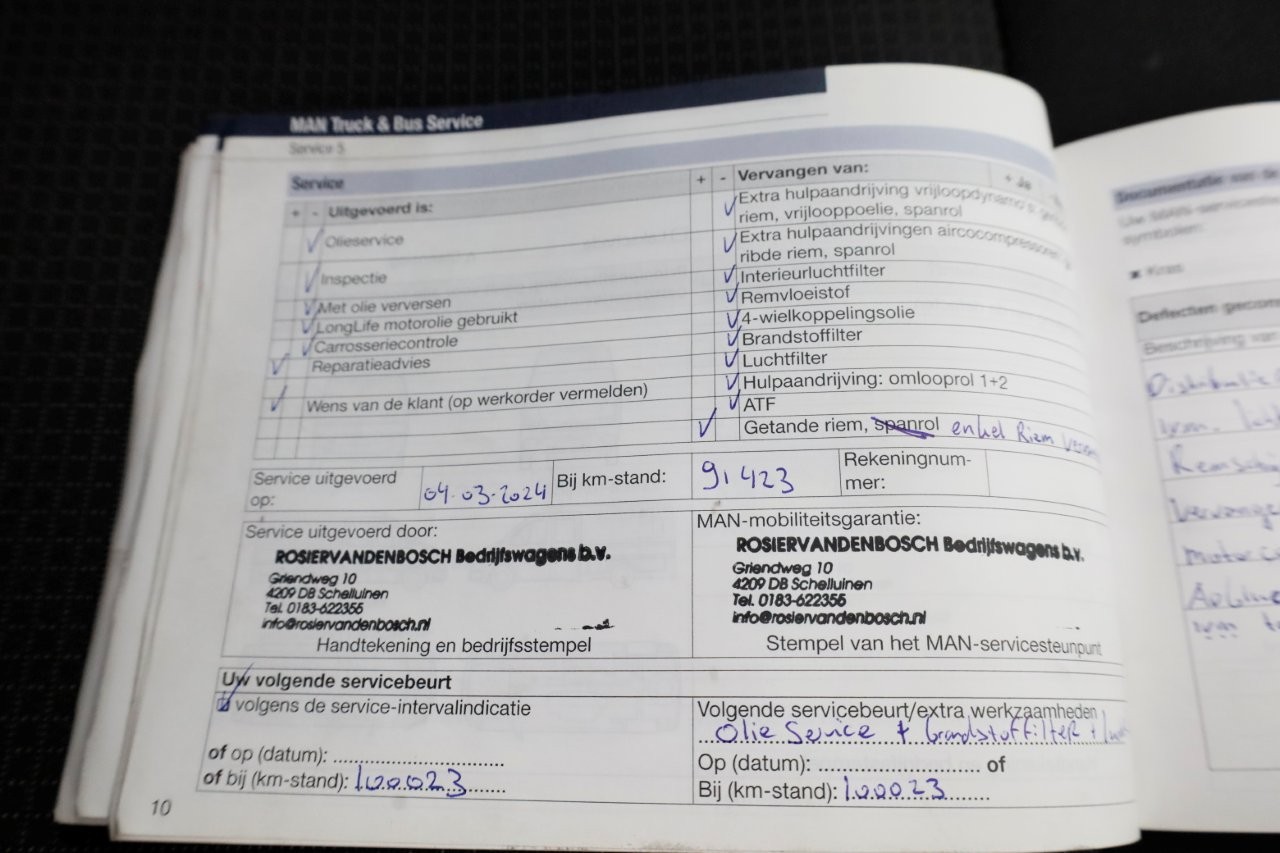 MAN Truck & Bus Service
Service 5
Service
+ - Uitgevoerd is:
Olieservice
Inspectie
Met olie verversen
LongLife motorolie gebruikt
Carrosseriecontrole
Reparatieadvies
Wens van de klant (op werkorder vermelden)
+ - Vervangen van: + Ja
Extra hulpaandrijving vrijloopdynamo
riem, vrijlooppoelie, spanrol
Extra hulpaandrijvingen aircocompressor
ribde riem, spanrol
Interieurluchtfilter
Remvloeistof
4-wielkoppelingsolie
Brandstoffilter
Luchtfilter
Hulpaandrijving: omlooprol 1+2
ATF
Getande riem, spanrol enkel Riem
Service uitgevoerd
op:
04-03-2024
Bij km-stand:
91423
Rekeningnum-
mer:
Service uitgevoerd door:
ROSIERVANDENBOSCH Bedrijfswagens b.v.
Griendweg 10
4209 DB Schelluinen
Tel. 0183-622355
info@rosiervandenbosch.nl
Handtekening en bedrijfsstempel
MAN-mobiliteitsgarantie:
ROSIERVANDENBOSCH Bedrijfswagens b.v.
Griendweg 10
4209 DB Schelluinen
Tel. 0183-622355
info@rosiervandenbosch.nl
Stempel van het MAN-servicesteunpunt
Uw volgende servicebeurt
volgens de service-intervalindicatie
of op (datum): ........................................
of bij (km-stand): 100023
Volgende servicebeurt/extra werkzaamheden
Olie Service + brandstoffilter +
Op (datum): ........................................ of
Bij (km-stand): 100023
10
symbolen:
Kras